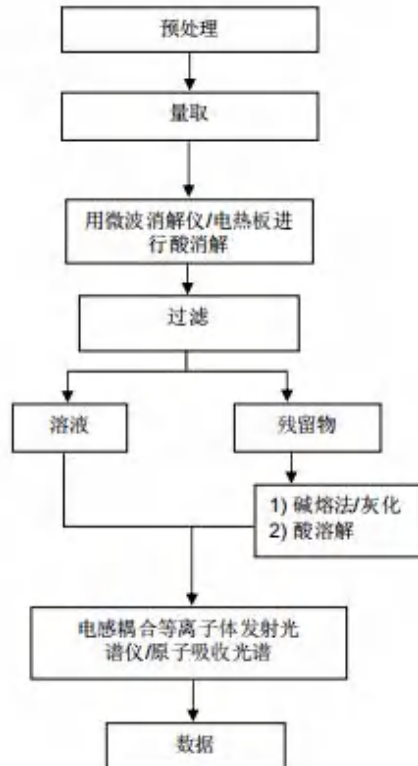 预处理
量取
用微波消解仪/电热板进
行酸消解
过滤
溶液
残留物
1) 碱熔法/灰化
2) 酸溶解
电感耦合等离子体发射光
谱仪/原子吸收光谱
数据